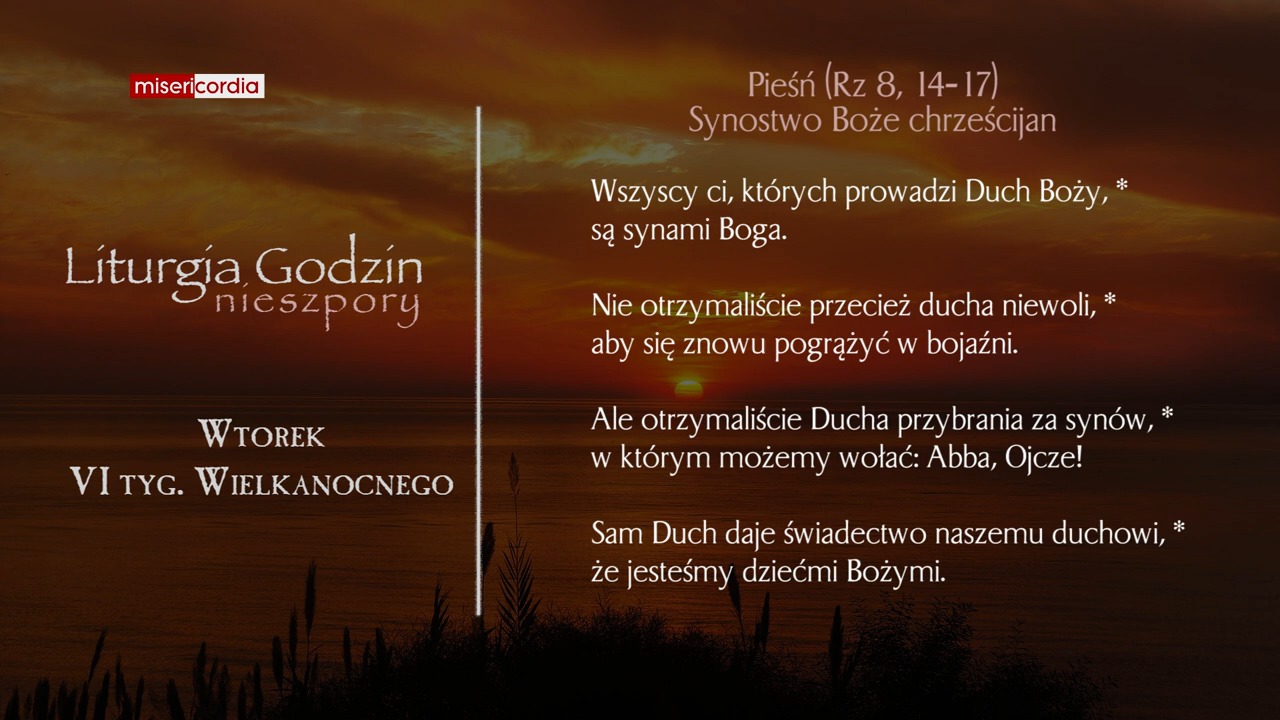 misericordia
Liturgia Godzin
nieszpory
Wtorek
VI tyg. Wielkanocnego
Pieśń (Rz 8, 14-17)
Synostwo Boże chrześcijan
Wszyscy ci, których prowadzi Duch Boży, *
są synami Boga.
Nie otrzymaliście przecież ducha niewoli, *
aby się znowu pogrążyć w bojaźni.
Ale otrzymaliście Ducha przybrania za synów, *
w którym możemy wołać: Abba, Ojcze!
Sam Duch daje świadectwo naszemu duchowi, *
że jesteśmy dziećmi Bożymi.